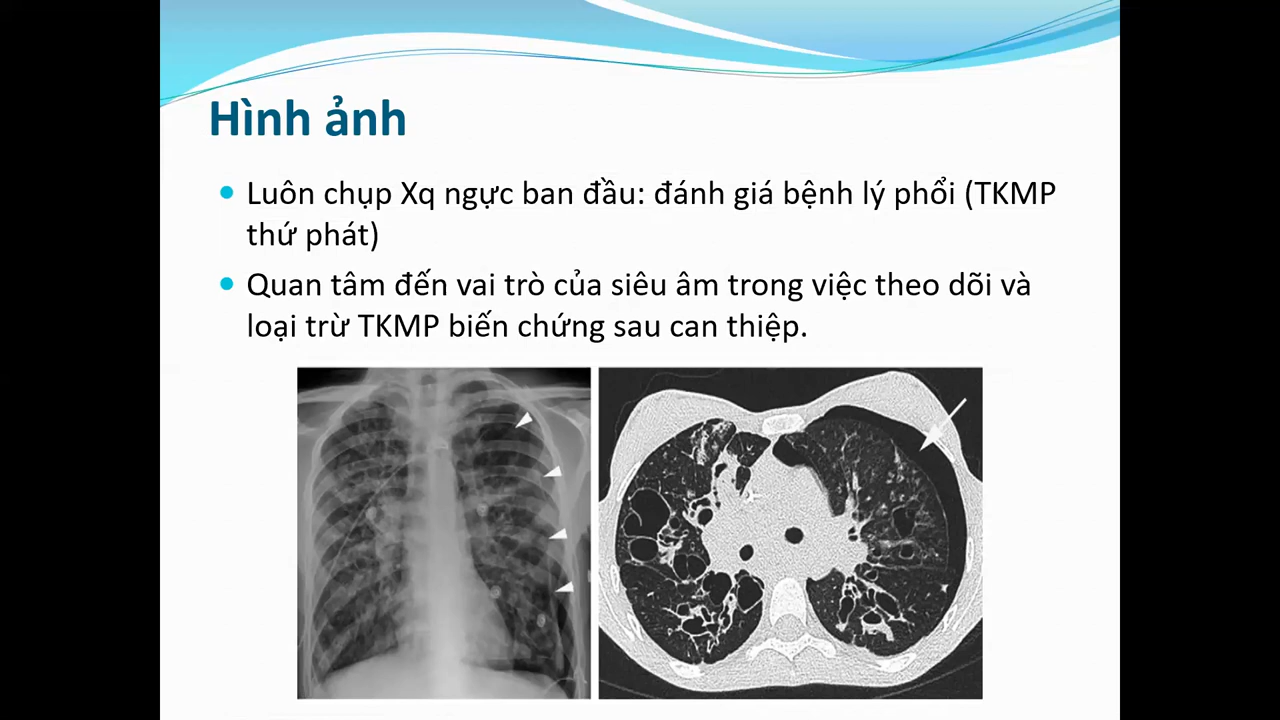 Hình ảnh
Luôn chụp Xq ngực ban đầu: đánh giá bệnh lý phổi (TKMP
thứ phát)
Quan tâm đến vai trò của siêu âm trong việc theo dõi và
loại trừ TKMP biến chứng sau can thiệp.